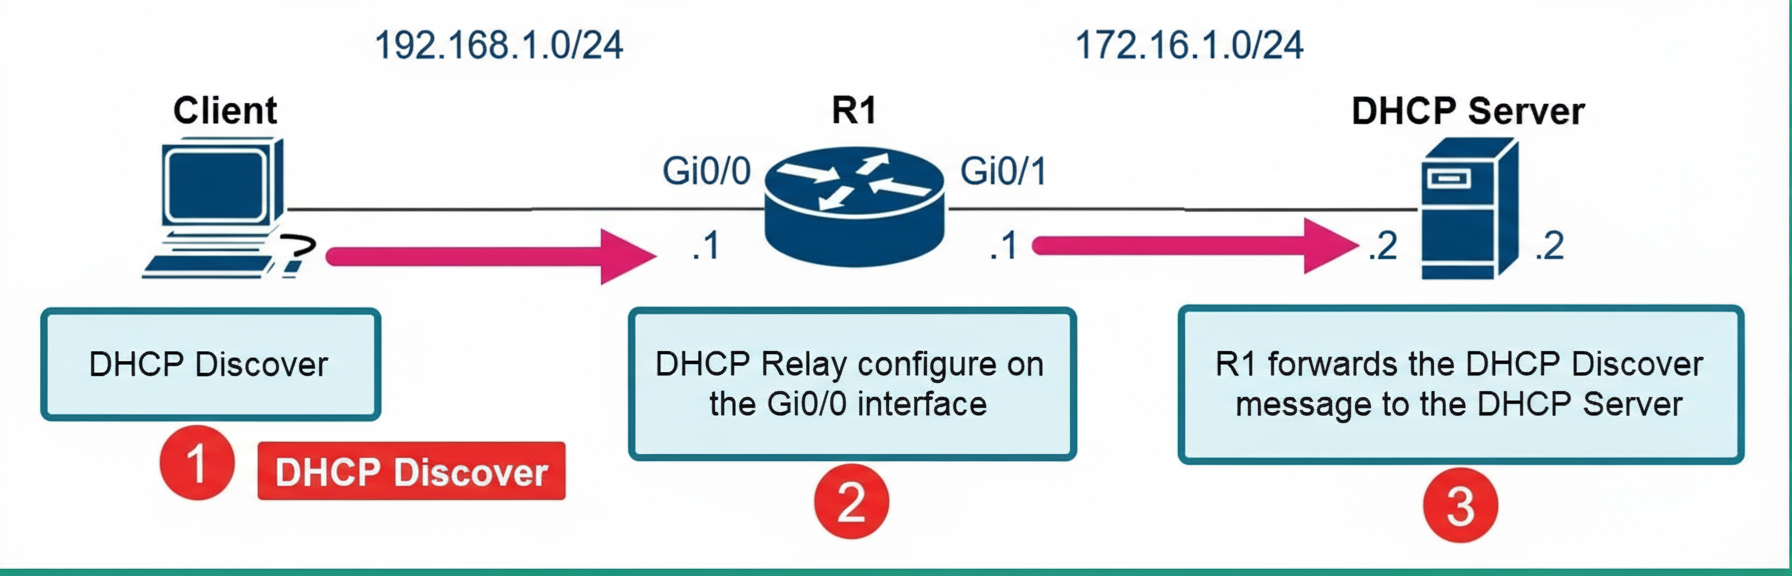 192.168.1.0/24
172.16.1.0/24
Client
R1
DHCP Server
Gi0/0
Gi0/1
?
.1
.1
.2
.2
DHCP Discover
DHCP Relay configure on
the Gi0/0 interface
R1 forwards the DHCP Discover
message to the DHCP Server
1
DHCP Discover
2
3